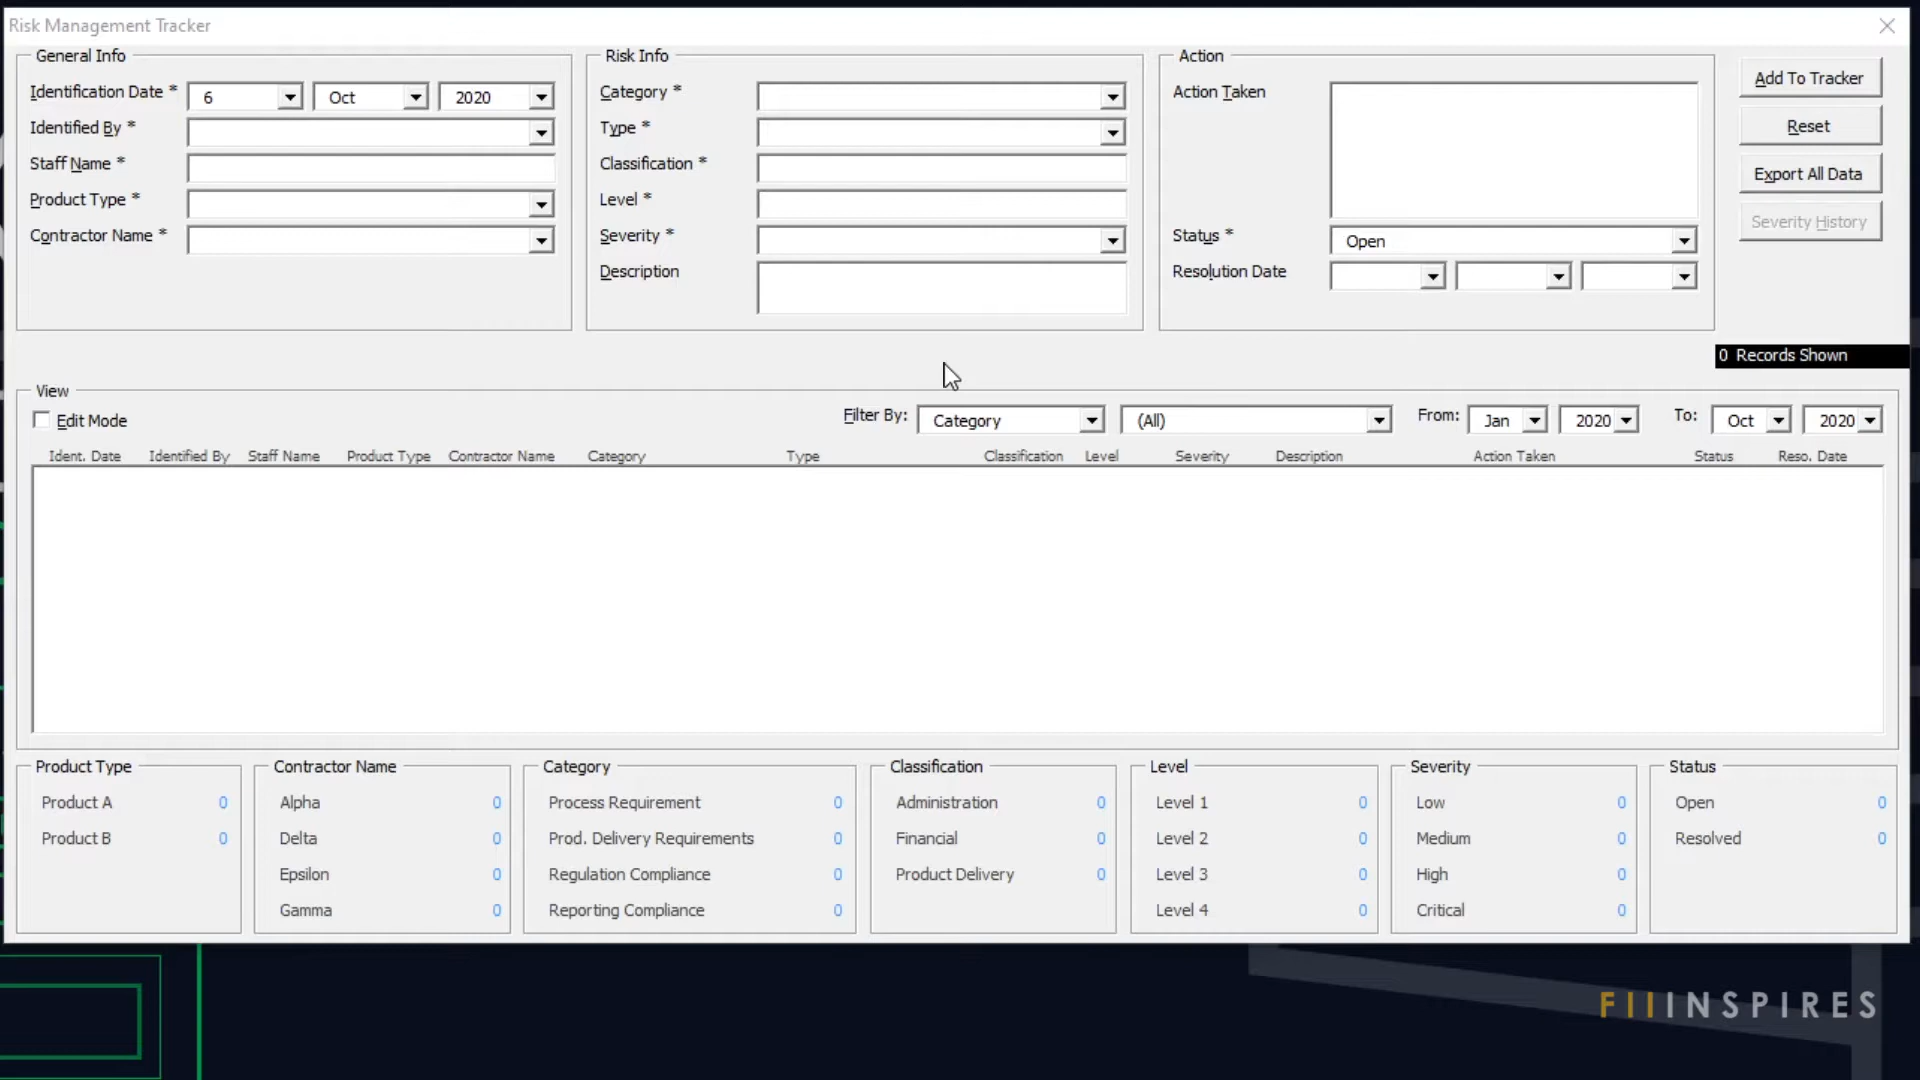 Risk Management Tracker
General Info
Identification Date * 6 Oct 2020
Identified By *
Staff Name *
Product Type *
Contractor Name *
Risk Info
Category *
Type *
Classification *
Level *
Severity *
Description
Action
Action Taken
Status * Open
Resolution Date
Add To Tracker
Reset
Export All Data
Severity History
0 Records Shown
View
Edit Mode
Filter By: Category (All) From: Jan 2020 To: Oct 2020
Ident. Date Identified By Staff Name Product Type Contractor Name Category Type Classification Level Severity Description Action Taken Status Reso. Date
Product Type
Product A 0
Product B 0
Contractor Name
Alpha 0
Delta 0
Epsilon 0
Gamma 0
Category
Process Requirement 0
Prod. Delivery Requirements 0
Regulation Compliance 0
Reporting Compliance 0
Classification
Administration 0
Financial 0
Product Delivery 0
Level
Level 1 0
Level 2 0
Level 3 0
Level 4 0
Severity
Low 0
Medium 0
High 0
Critical 0
Status
Open 0
Resolved 0
FIIINSPIRES